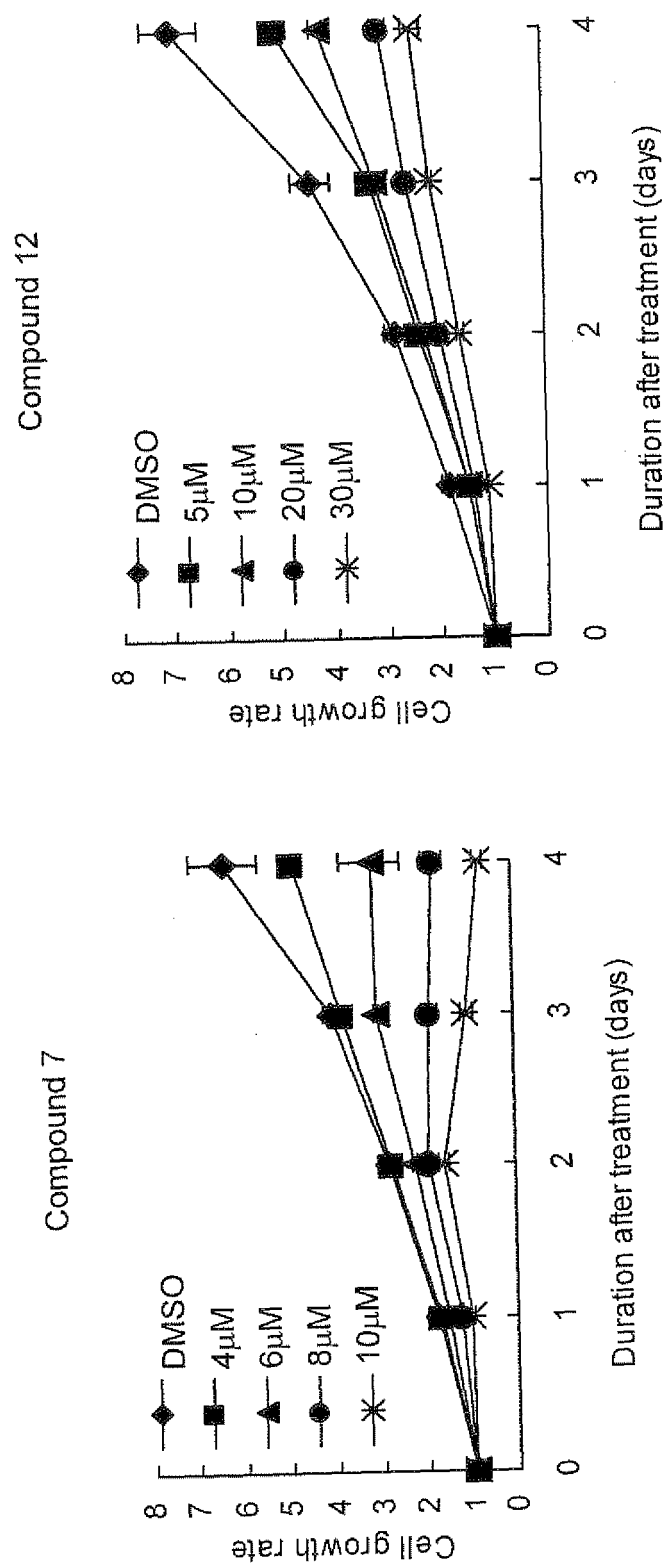 Compound 7
Cell growth rate
8
7
6
5
4
3
2
1
0
DMSO
4μM
6μM
8μM
10μM
0
1
2
3
4
Duration after treatment (days)
Compound 12
Cell growth rate
8
7
6
5
4
3
2
1
0
DMSO
5μM
10μM
20μM
30μM
0
1
2
3
4
Duration after treatment (days)